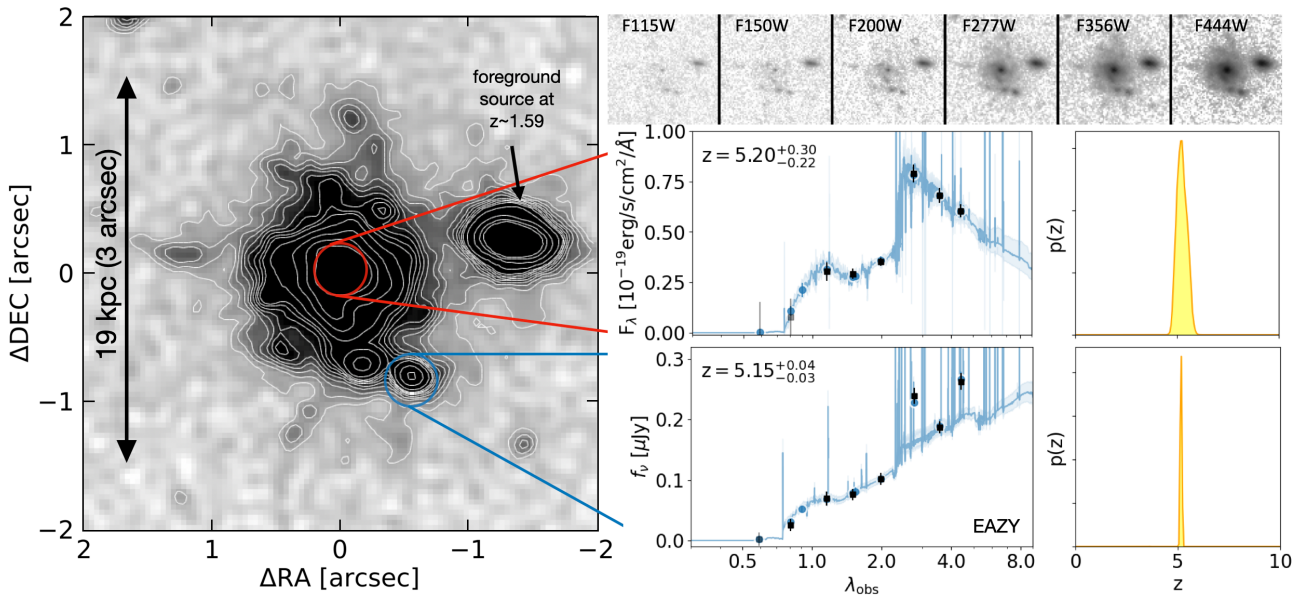 2
1
0
−1
−2
2
1
0
−1
−2
ΔDEC [arcsec]
ΔRA [arcsec]
19 kpc (3 arcsec)
foreground
source at
z~1.59
F115W
F150W
F200W
F277W
F356W
F444W
1.00
0.75
0.50
0.25
0.00
F_λ [10^−19 erg/s/cm^2/Å]
z = 5.20^+0.30_−0.22
p(z)
0.3
0.2
0.1
0.0
f_ν [μJy]
z = 5.15^+0.04_−0.03
EAZY
0.5
1.0
2.0
4.0
8.0
λ_obs
p(z)
0
5
10
z